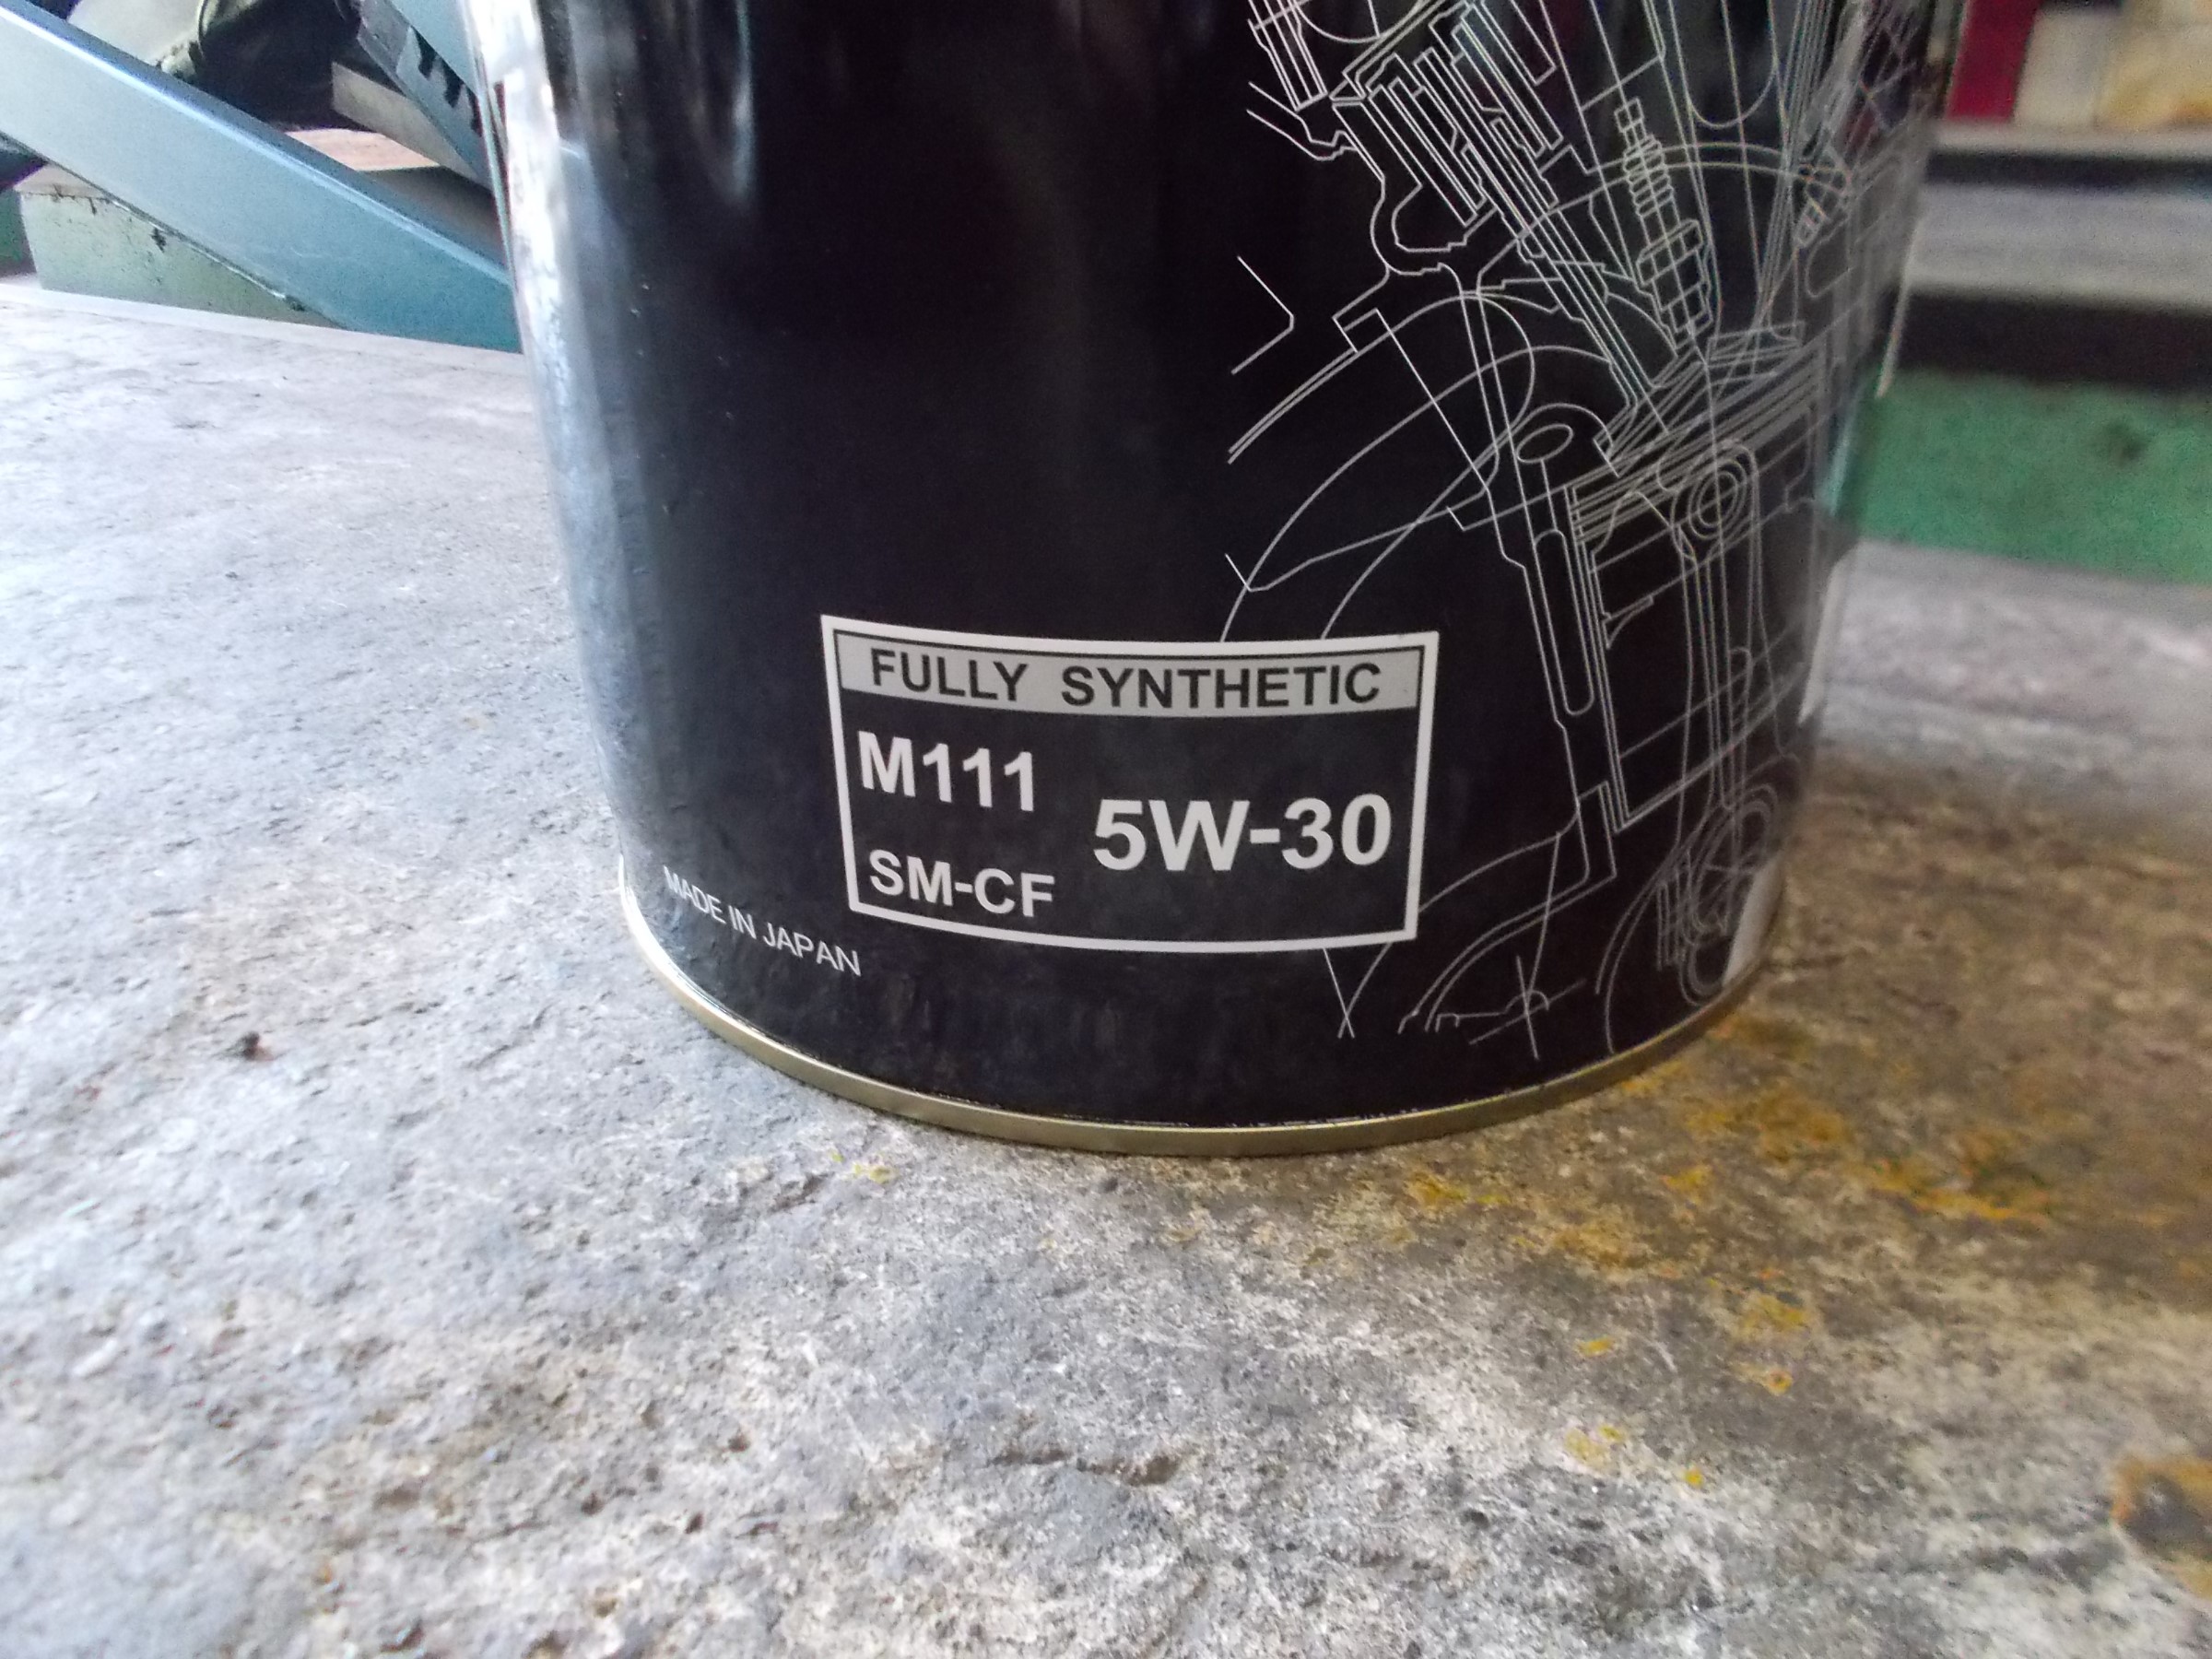 FULLY SYNTHETIC
M111
5W-30
SM-CF
MADE IN JAPAN